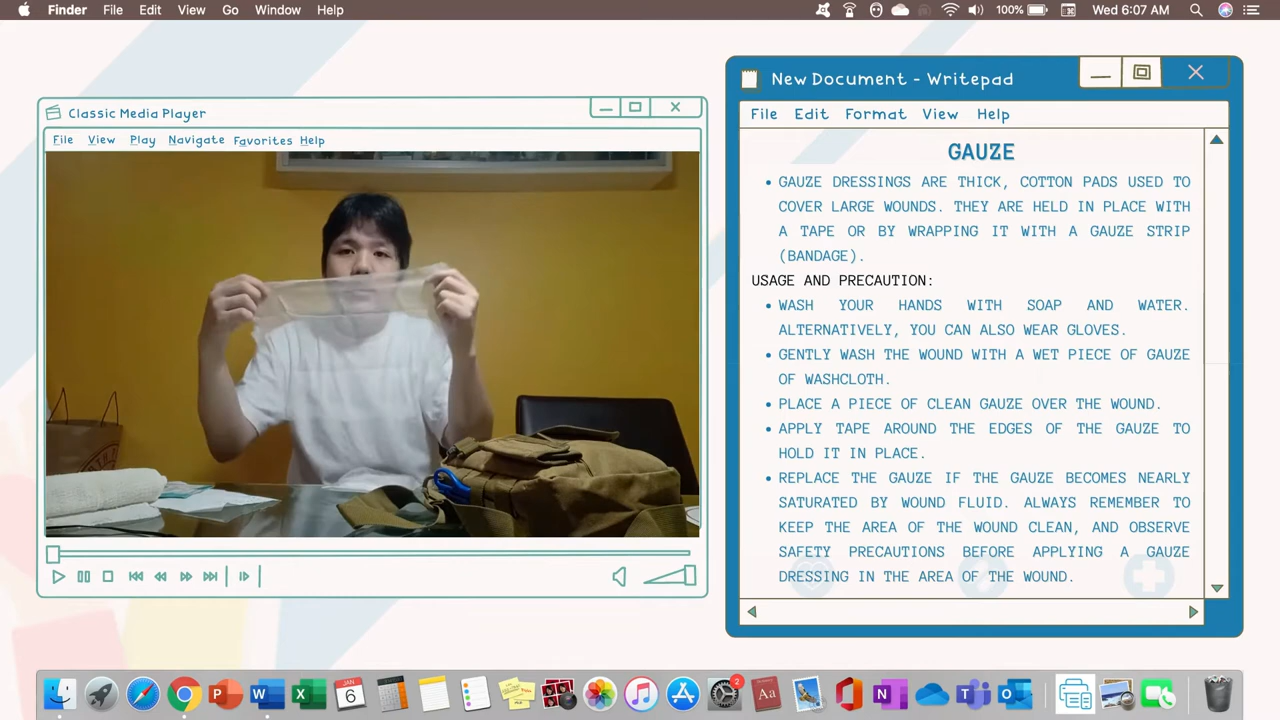 Finder File Edit View Go Window Help
100% Wed 6:07 AM
Classic Media Player
File View Play Navigate Favorites Help
New Document - Writepad
File Edit Format View Help
GAUZE
• GAUZE DRESSINGS ARE THICK, COTTON PADS USED TO
COVER LARGE WOUNDS. THEY ARE HELD IN PLACE WITH
A TAPE OR BY WRAPPING IT WITH A GAUZE STRIP
(BANDAGE).
USAGE AND PRECAUTION:
• WASH YOUR HANDS WITH SOAP AND WATER.
ALTERNATIVELY, YOU CAN ALSO WEAR GLOVES.
• GENTLY WASH THE WOUND WITH A WET PIECE OF GAUZE
OF WASHCLOTH.
• PLACE A PIECE OF CLEAN GAUZE OVER THE WOUND.
• APPLY TAPE AROUND THE EDGES OF THE GAUZE TO
HOLD IT IN PLACE.
• REPLACE THE GAUZE IF THE GAUZE BECOMES NEARLY
SATURATED BY WOUND FLUID. ALWAYS REMEMBER TO
KEEP THE AREA OF THE WOUND CLEAN, AND OBSERVE
SAFETY PRECAUTIONS BEFORE APPLYING A GAUZE
DRESSING IN THE AREA OF THE WOUND.
JAN
6
2
Aa
P
W
X
N
T
O